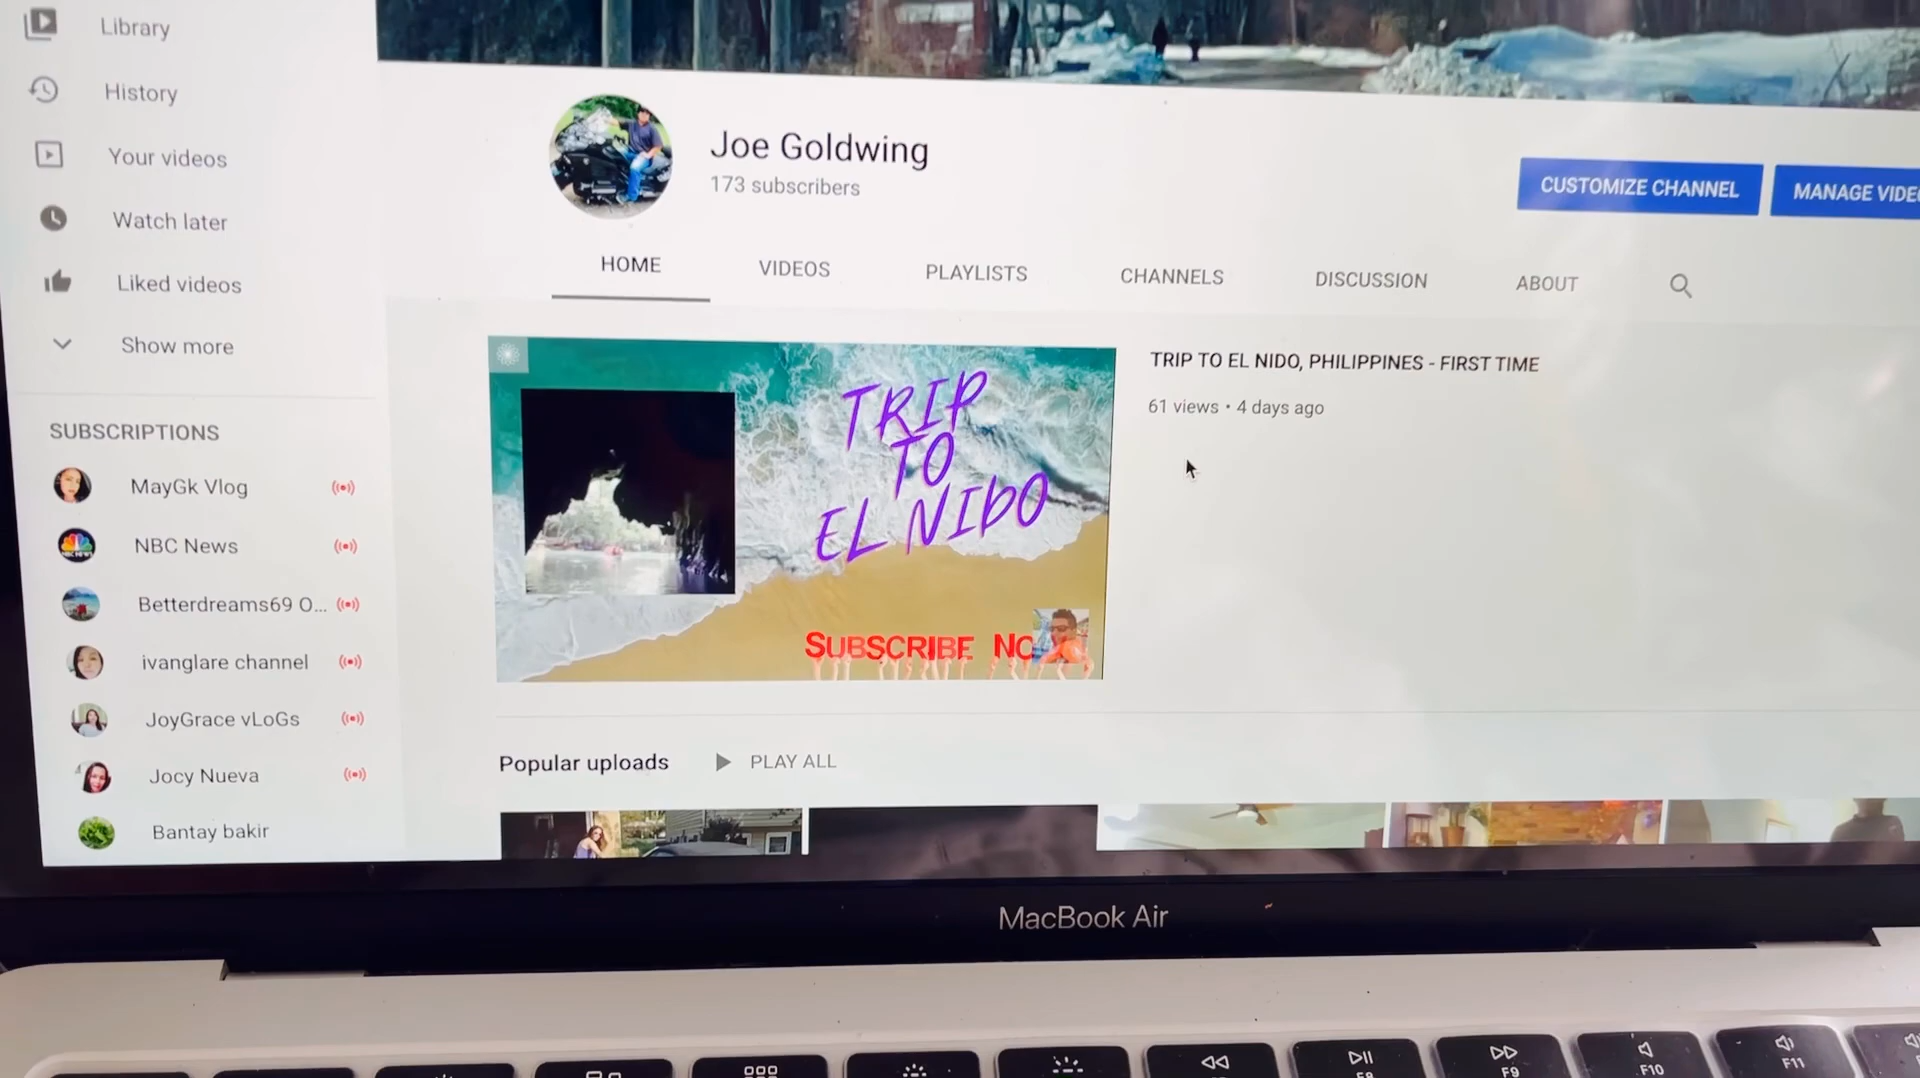 Library
History
Your videos
Watch later
Liked videos
Show more
SUBSCRIPTIONS
MayGk Vlog
NBC News
Betterdreams69 O...
ivanglare channel
JoyGrace vLoGs
Jocy Nueva
Bantay bakir
Joe Goldwing
173 subscribers
CUSTOMIZE CHANNEL
MANAGE VIDEO
HOME
VIDEOS
PLAYLISTS
CHANNELS
DISCUSSION
ABOUT
TRIP
TO
EL NIDO
SUBSCRIBE NO
TRIP TO EL NIDO, PHILIPPINES - FIRST TIME
61 views • 4 days ago
Popular uploads
PLAY ALL
MacBook Air
F8
F9
F10
F11